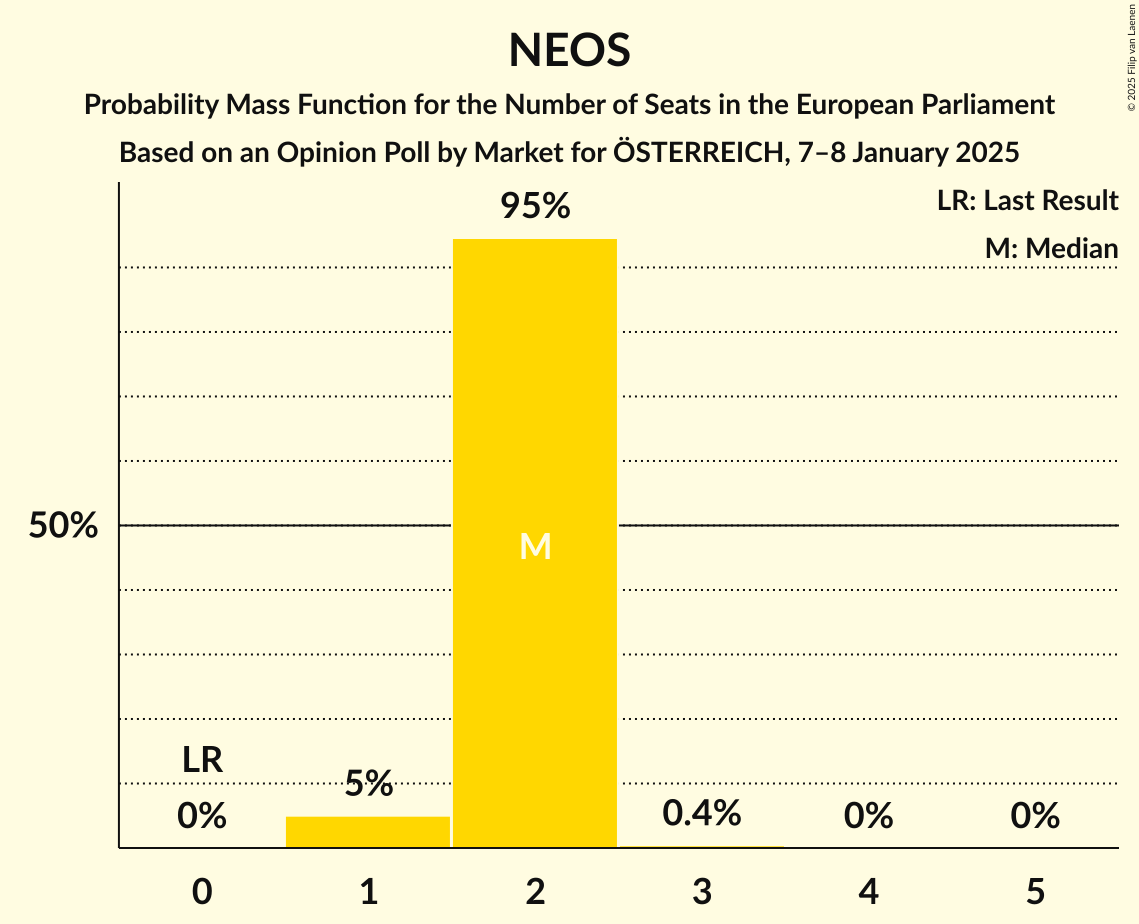 NEOS
Probability Mass Function for the Number of Seats in the European Parliament
Based on an Opinion Poll by Market for ÖSTERREICH, 7–8 January 2025
© 2025 Filip van Laenen
LR: Last Result
M: Median
95%
50%
M
LR
0%
5%
0.4%
0%
0%
0 1 2 3 4 5